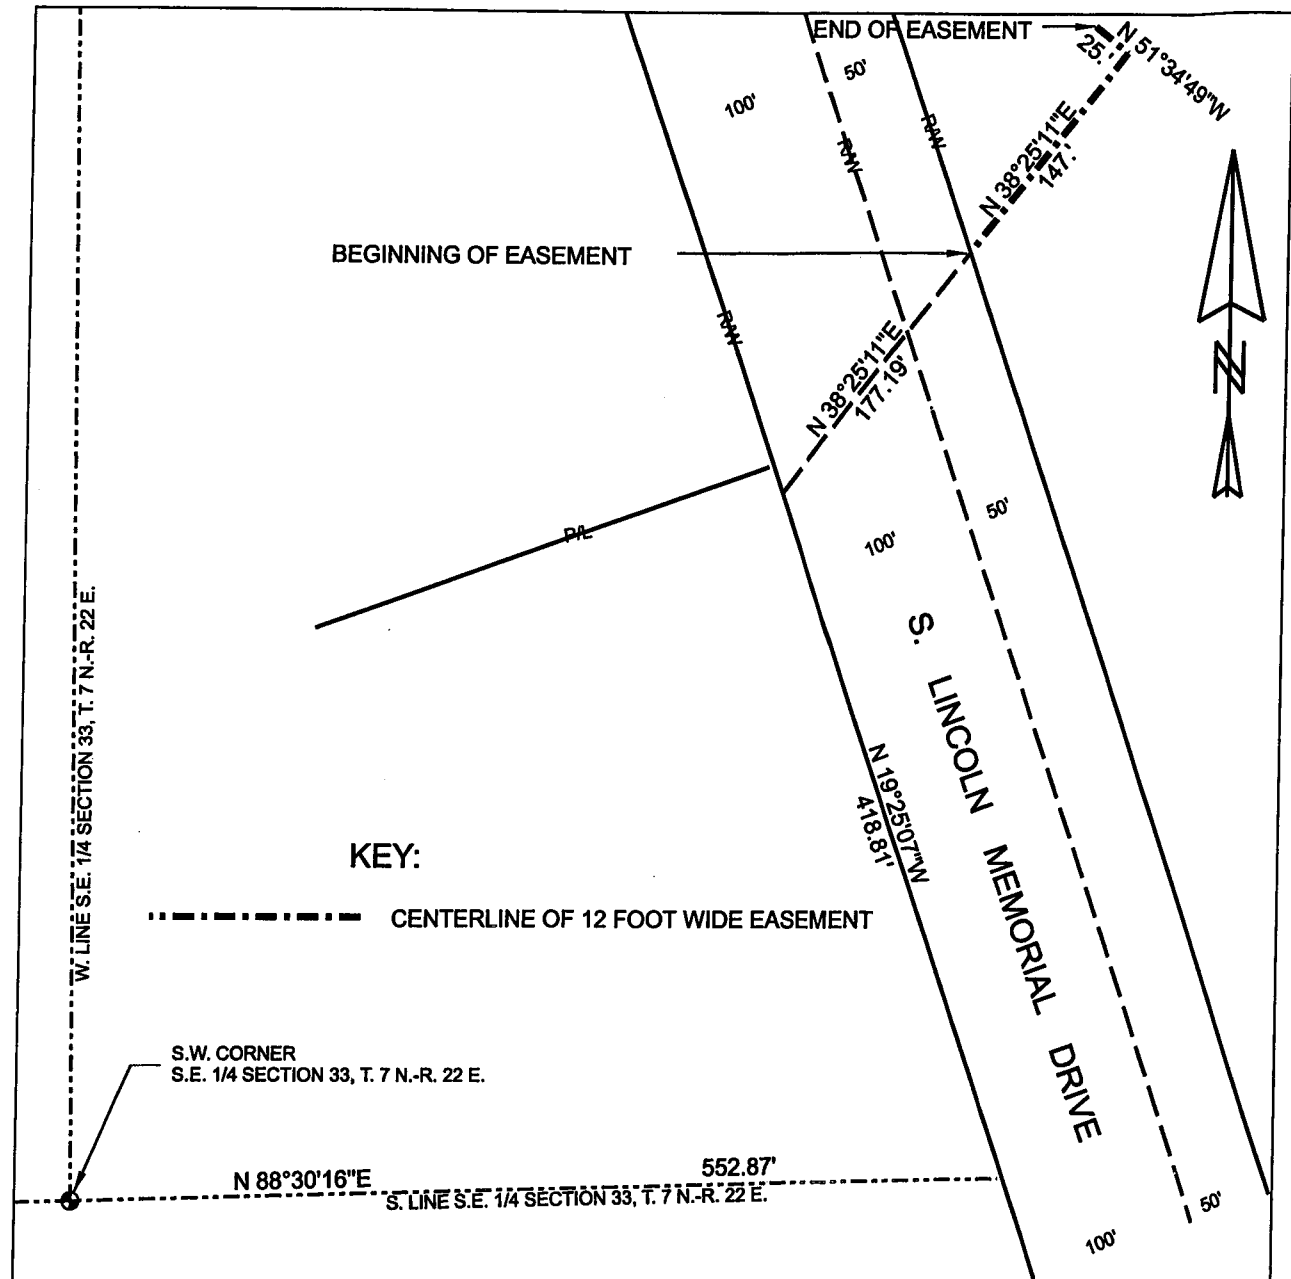 END OF EASEMENT
N 51°34'49"W
25.'
50'
100'
R/W
R/W
N 38°25'11"E
147.'
BEGINNING OF EASEMENT
R/W
N 38°25'11"E
177.19'
N
P/L
50'
100'
S. LINCOLN MEMORIAL DRIVE
W. LINE S.E. 1/4 SECTION 33, T. 7 N.-R. 22 E.
N 19°25'07"W
418.81'
KEY:
CENTERLINE OF 12 FOOT WIDE EASEMENT
S.W. CORNER
S.E. 1/4 SECTION 33, T. 7 N.-R. 22 E.
N 88°30'16"E
552.87'
S. LINE S.E. 1/4 SECTION 33, T. 7 N.-R. 22 E.
50'
100'